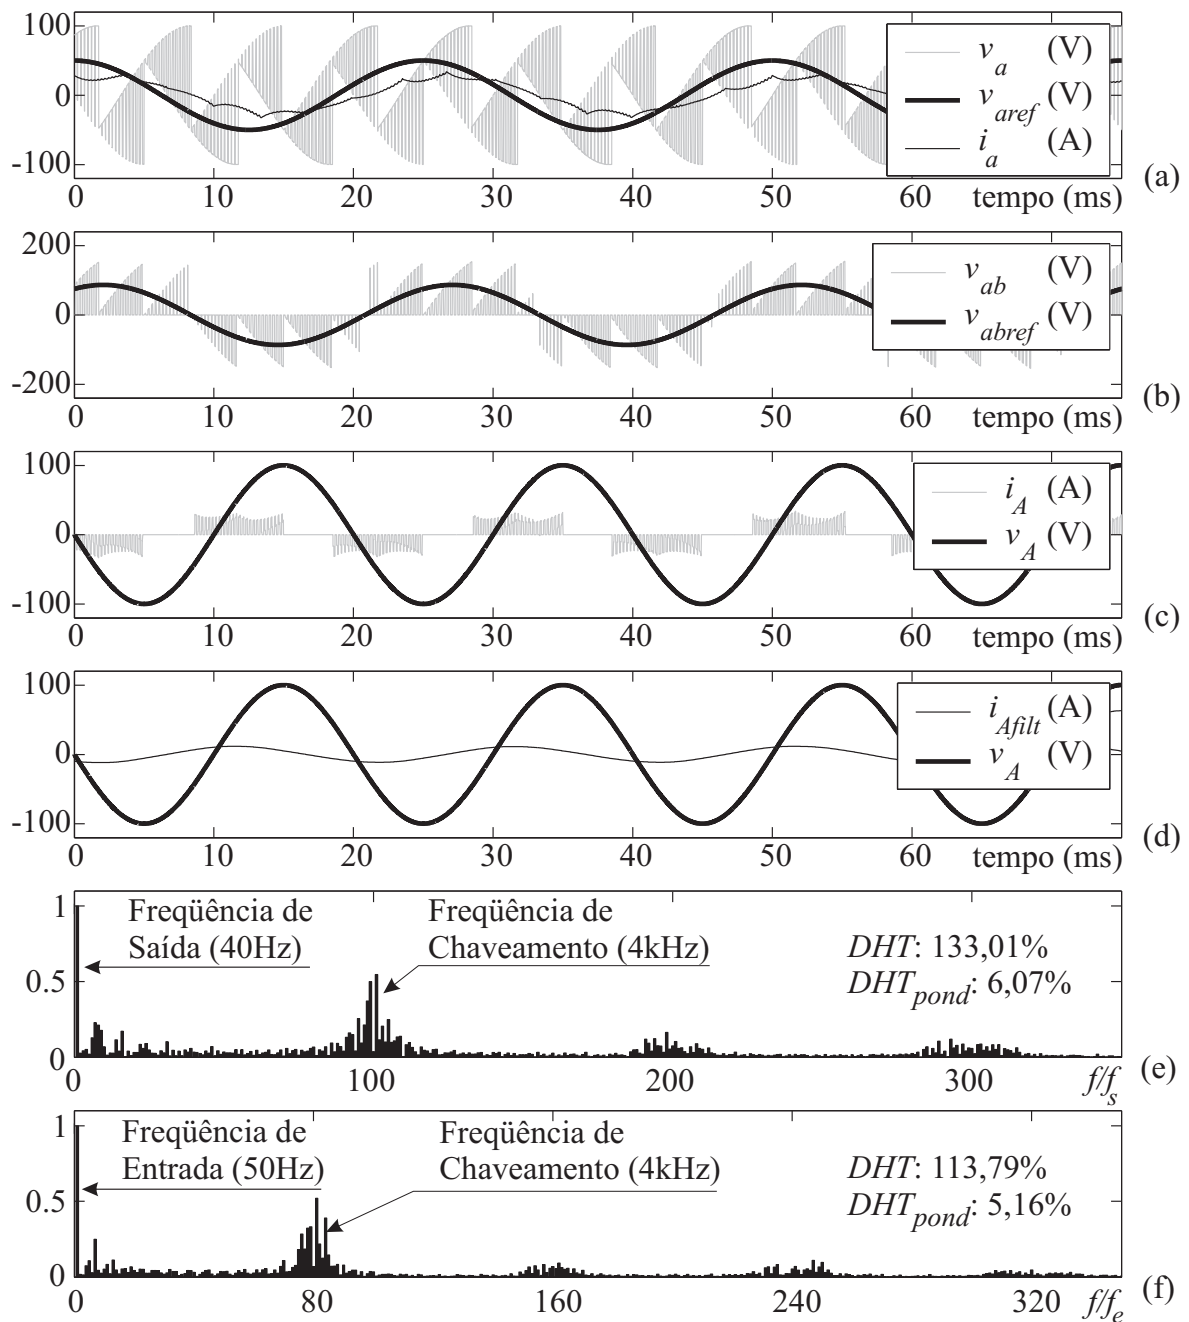 100
0
-100
v_a (V)
v_aref (V)
i_a (A)
0 10 20 30 40 50 60 tempo (ms)
(a)
200
0
-200
v_ab (V)
v_abref (V)
0 10 20 30 40 50 60 tempo (ms)
(b)
100
0
-100
i_A (A)
v_A (V)
0 10 20 30 40 50 60 tempo (ms)
(c)
100
0
-100
i_Afilt (A)
v_A (V)
0 10 20 30 40 50 60 tempo (ms)
(d)
1
0.5
0
Freqüência de
Saída (40Hz)
Freqüência de
Chaveamento (4kHz)
DHT: 133,01%
DHT_pond: 6,07%
0 100 200 300 f/f_s
(e)
1
0.5
0
Freqüência de
Entrada (50Hz)
Freqüência de
Chaveamento (4kHz)
DHT: 113,79%
DHT_pond: 5,16%
0 80 160 240 320 f/f_e
(f)